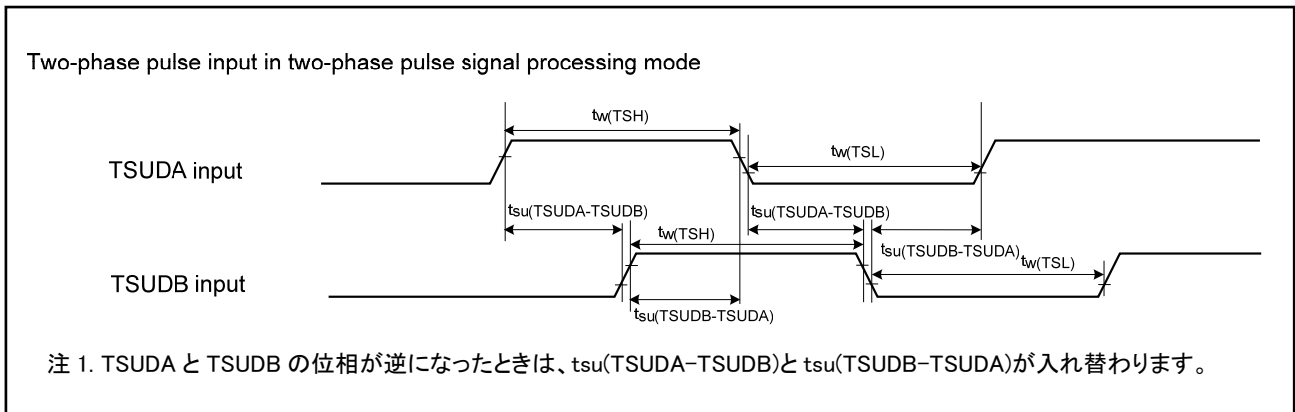 Two-phase pulse input in two-phase pulse signal processing mode
tw(TSH)
TSUDA input
tw(TSL)
tsu(TSUDA-TSUDB)
tsu(TSUDA-TSUDB)
tw(TSH)
tsu(TSUDB-TSUDA)
tw(TSL)
TSUDB input
tsu(TSUDB-TSUDA)
注 1. TSUDA と TSUDB の位相が逆になったときは、tsu(TSUDA-TSUDB)と tsu(TSUDB-TSUDA)が入れ替わります。